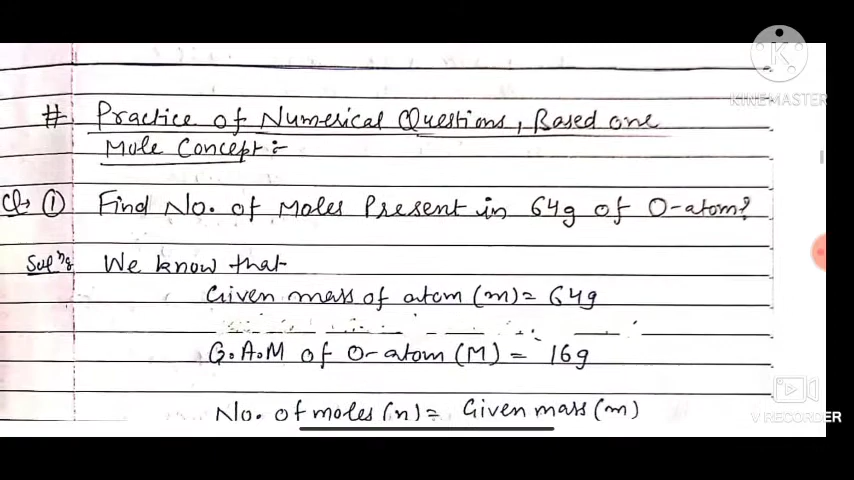 # Practice of Numerical Questions, Based one
Mole Concept:-
Q→ ① Find No. of Moles Present in 64g of O-atom?
Solⁿ₈ We know that
Given mass of atom (m) = 64g
G.A.M of O-atom (M) = 16g
No. of moles (n) = Given mass (m)
KINEMASTER
V RECORDER